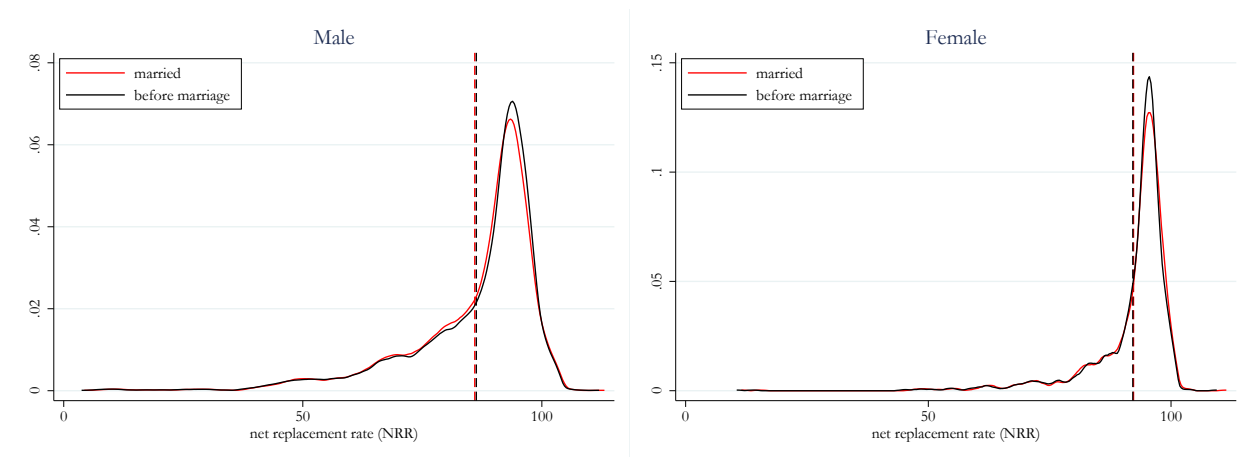 Male
married
before marriage
.08
.06
.04
.02
0
0
50
100
net replacement rate (NRR)
Female
married
before marriage
.15
.1
.05
0
0
50
100
net replacement rate (NRR)